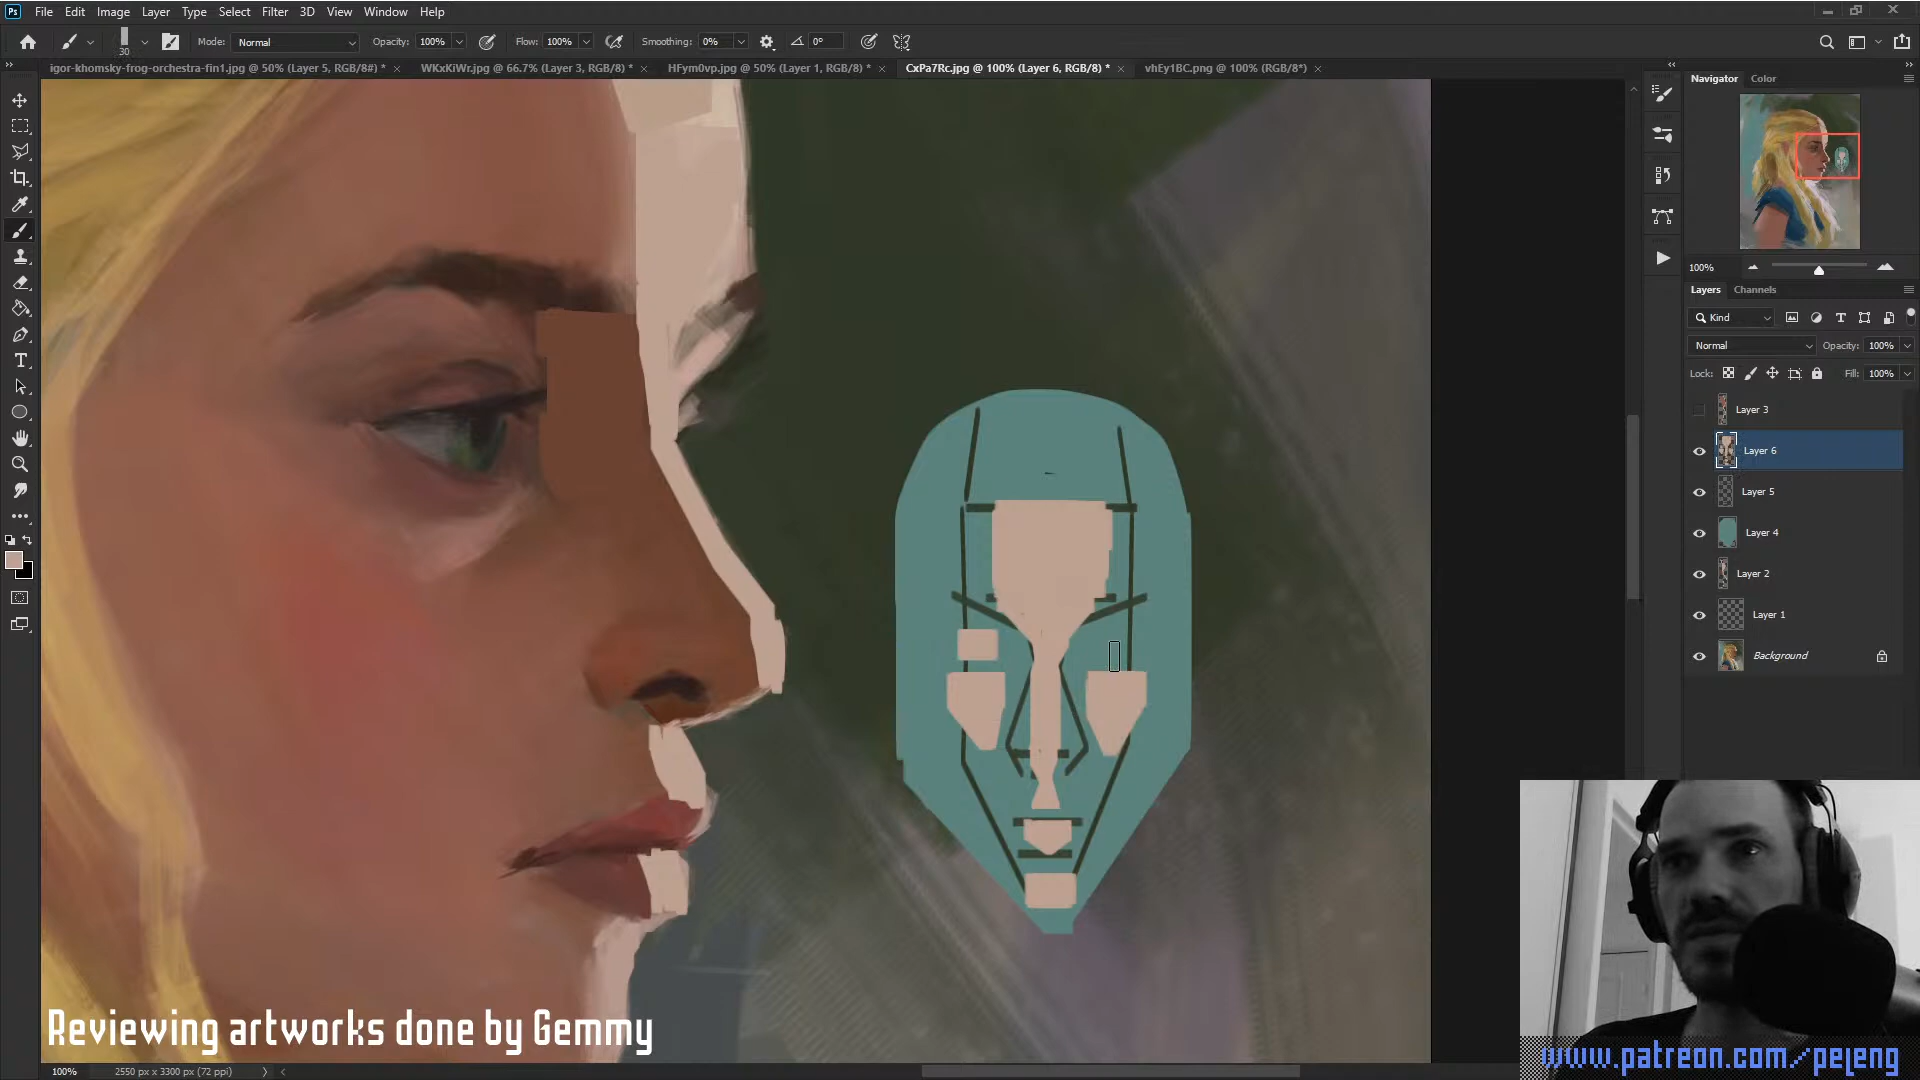 Ps File Edit Image Layer Type Select Filter 3D View Window Help
30 Mode: Normal Opacity: 100% Flow: 100% Smoothing: 0% 0°
igor-khomsky-frog-orchestra-fin1.jpg @ 50% (Layer 5, RGB/8#) * WKxKiWr.jpg @ 66.7% (Layer 3, RGB/8) * HFym0vp.jpg @ 50% (Layer 1, RGB/8) * CxPa7Rc.jpg @ 100% (Layer 6, RGB/8) * vhEy1BC.png @ 100% (RGB/8*)
Navigator Color
100%
Layers Channels
Kind
Normal Opacity: 100%
Lock: Fill: 100%
Layer 3
Layer 6
Layer 5
Layer 4
Layer 2
Layer 1
Background
Reviewing artworks done by Gemmy
www.patreon.com/peleng
100% 2550 px x 3300 px (72 ppi)